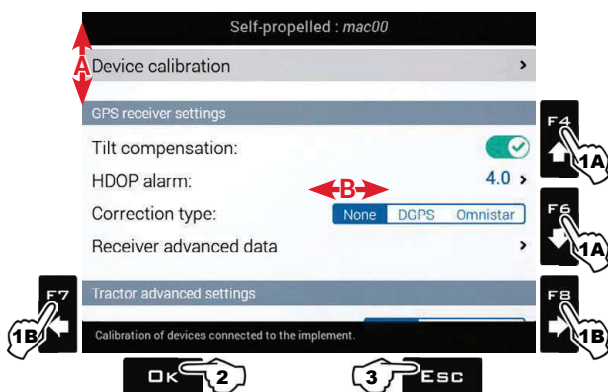 Self-propelled : mac00
A
Device calibration
GPS receiver settings
F4
Tilt compensation:
1A
HDOP alarm: 4.0
B
F6
Correction type: None DGPS Omnistar
Receiver advanced data
1A
F7
Tractor advanced settings
F8
1B
1B
Calibration of devices connected to the implement.
OK 2 3 ESC